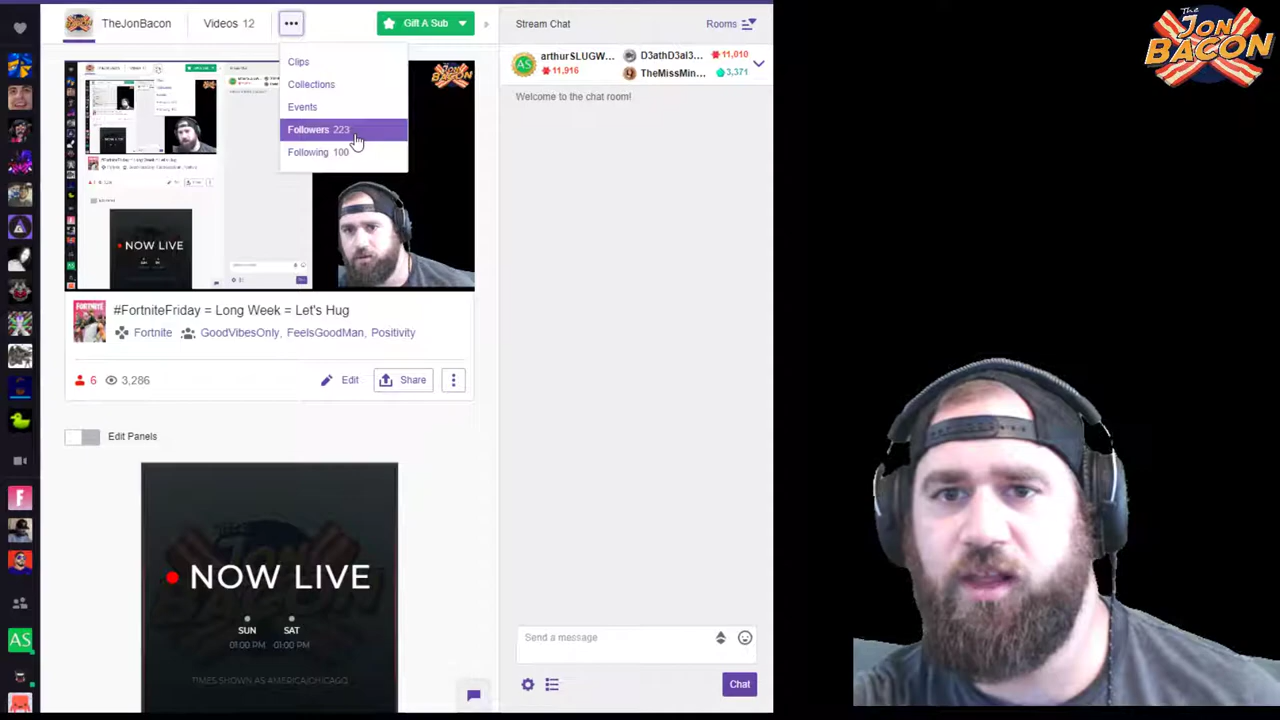 TheJonBacon
Videos 12
Gift A Sub
Clips
Collections
Events
Followers 223
Following 100
NOW LIVE
FORTNITE
#FortniteFriday = Long Week = Let's Hug
Fortnite GoodVibesOnly, FeelsGoodMan, Positivity
6 3,286 Edit Share
Edit Panels
NOW LIVE
SUN SAT
01:00 PM 01:00 PM
TIMES SHOWN AS AMERICA/CHICAGO
AS
Stream Chat Rooms
AS arthurSLUGW... 11,916
D3athD3al3... 11,010
TheMissMin... 3,371
Welcome to the chat room!
Send a message
Chat
The
JON
BACON